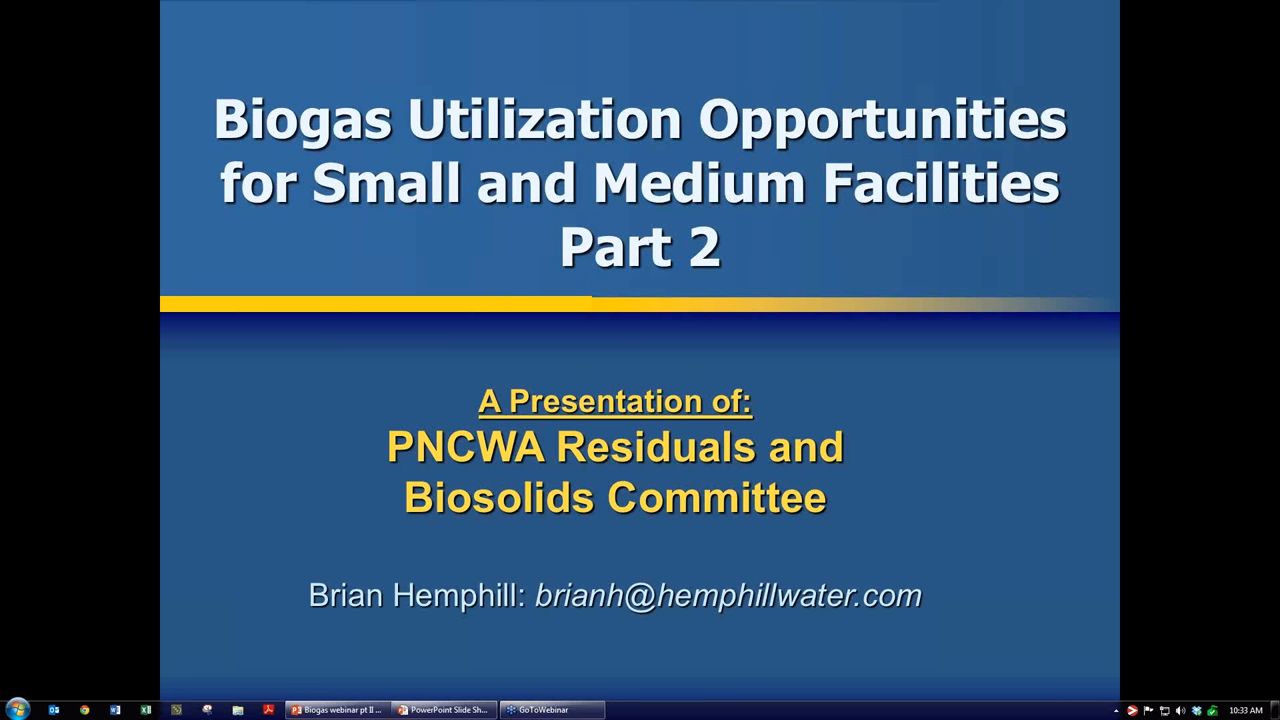 Biogas Utilization Opportunities
for Small and Medium Facilities
Part 2
A Presentation of:
PNCWA Residuals and
Biosolids Committee
Brian Hemphill: brianh@hemphillwater.com
Biogas webinar pt II ...
PowerPoint Slide Sh...
GoToWebinar
10:33 AM